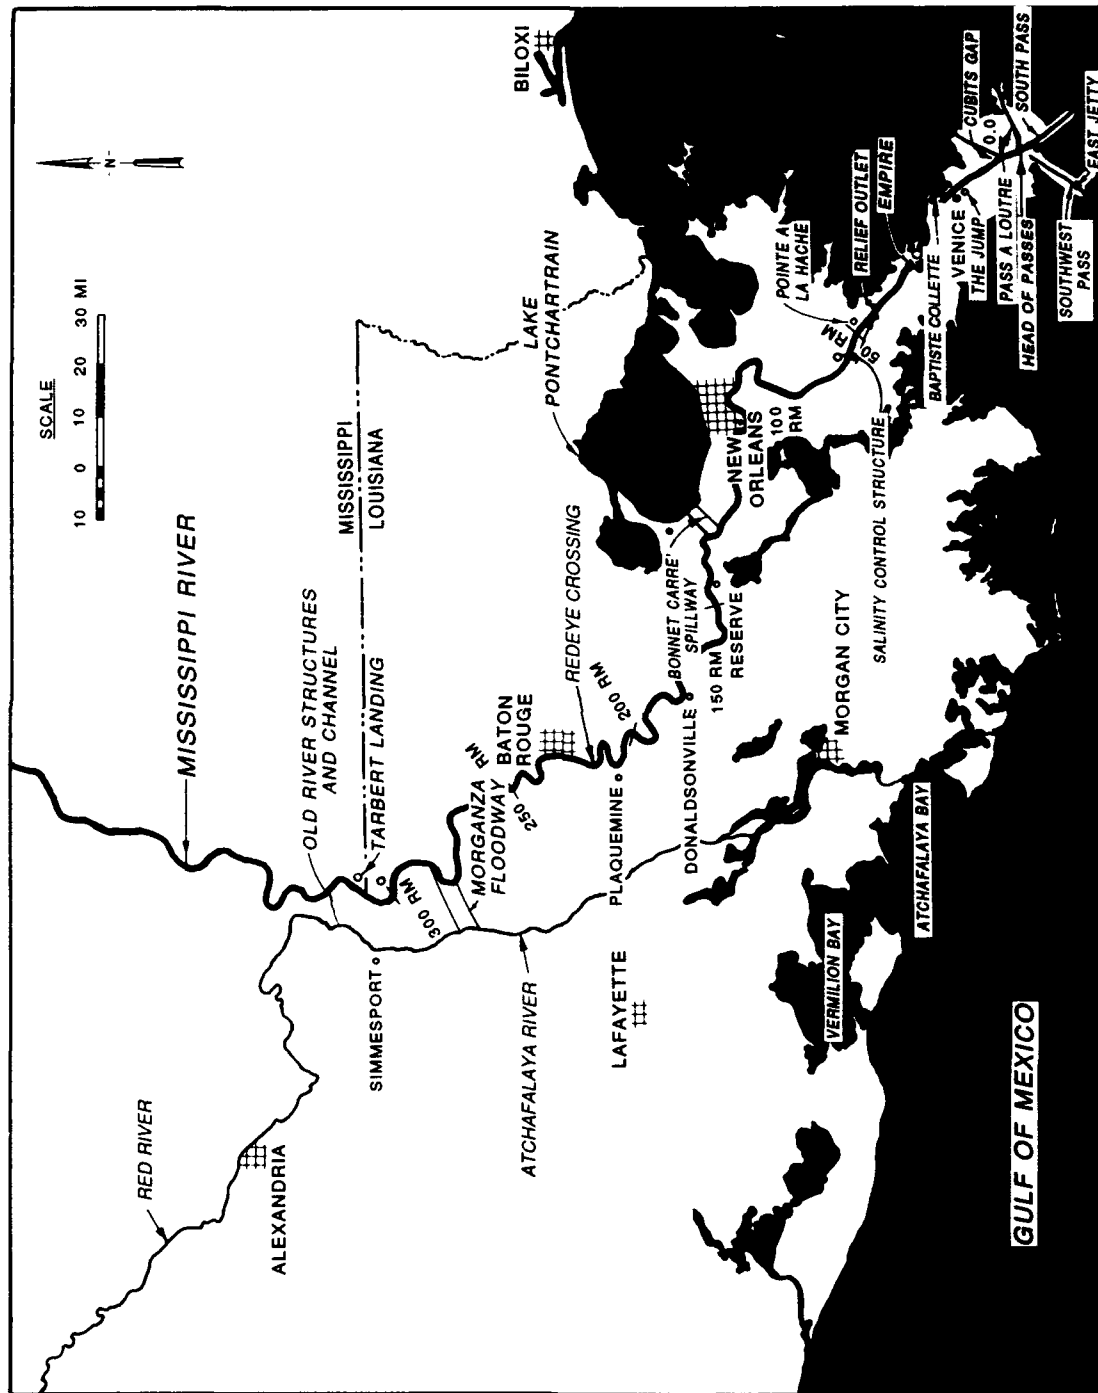 SCALE
10 0 10 20 30 MI
-N-
MISSISSIPPI RIVER
RED RIVER
ALEXANDRIA
OLD RIVER STRUCTURES
AND CHANNEL
MISSISSIPPI
LOUISIANA
TARBERT LANDING
SIMMESPORT
300 RM
MORGANZA
FLOODWAY
250 RM
BATON
ROUGE
ATCHAFALAYA RIVER
LAFAYETTE
PLAQUEMINE
REDEYE CROSSING
200 RM
DONALDSONVILLE
BONNET CARRE'
SPILLWAY
150 RM
RESERVE
LAKE
PONTCHARTRAIN
BILOXI
NEW
ORLEANS
100
RM
MORGAN CITY
SALINITY CONTROL STRUCTURE
50 RM
POINTE A
LA HACHE
RELIEF OUTLET
EMPIRE
BAPTISTE COLLETTE
VENICE
THE JUMP
CUBITS GAP
0.0
PASS A LOUTRE
SOUTH PASS
HEAD OF PASSES
SOUTHWEST
PASS
EAST JETTY
VERMILION BAY
ATCHAFALAYA BAY
GULF OF MEXICO